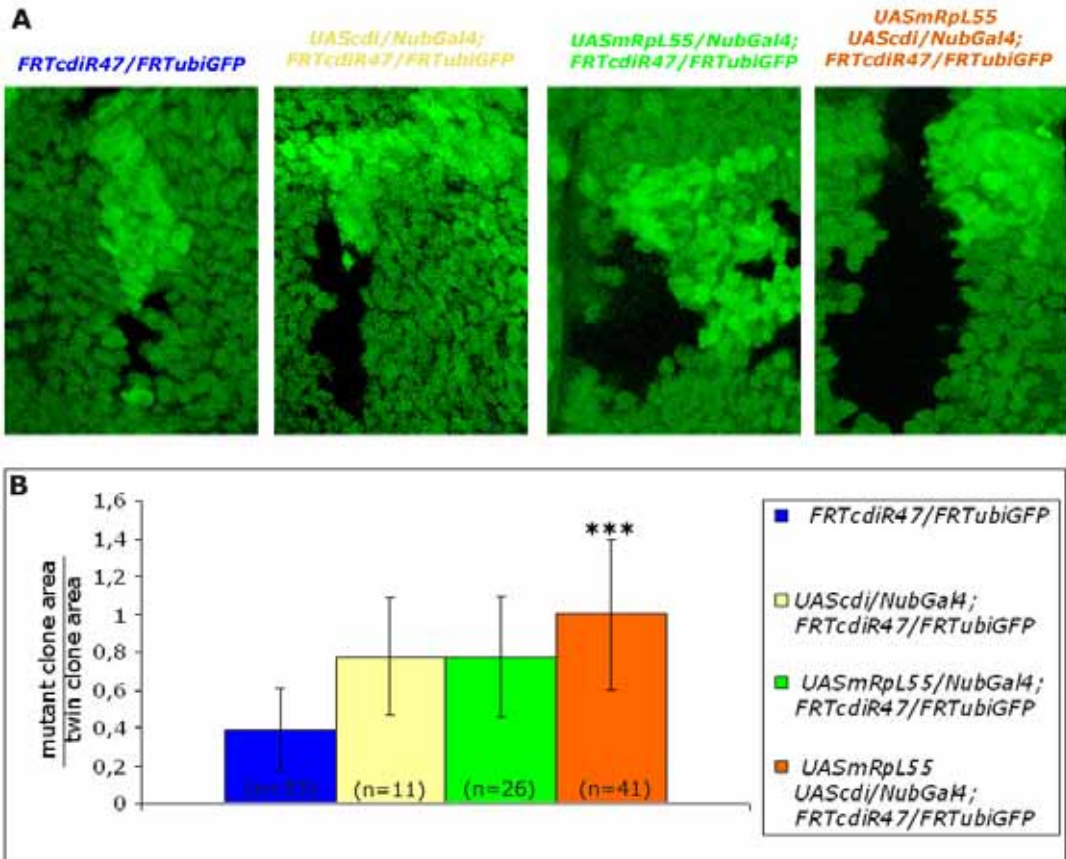 A
FRTcdiR47/FRTubiGFP
UAScdi/NubGal4;
FRTcdiR47/FRTubiGFP
UASmRpL55/NubGal4;
FRTcdiR47/FRTubiGFP
UASmRpL55
UAScdi/NubGal4;
FRTcdiR47/FRTubiGFP
B
mutant clone area
twin clone area
1,6
1,4
1,2
1
0,8
0,6
0,4
0,2
0
***
(n=11)
(n=26)
(n=41)
FRTcdiR47/FRTubiGFP
UAScdi/NubGal4;
FRTcdiR47/FRTubiGFP
UASmRpL55/NubGal4;
FRTcdiR47/FRTubiGFP
UASmRpL55
UAScdi/NubGal4;
FRTcdiR47/FRTubiGFP